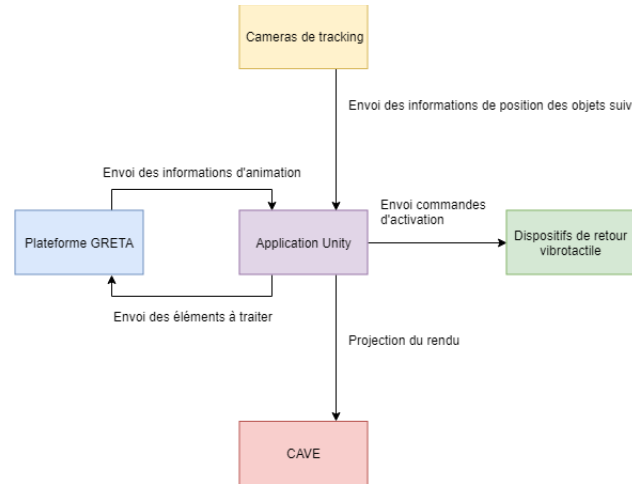 Cameras de tracking
Envoi des informations de position des objets suiv
Envoi des informations d'animation
Envoi commandes
d'activation
Plateforme GRETA
Application Unity
Dispositifs de retour
vibrotactile
Envoi des éléments à traiter
Projection du rendu
CAVE